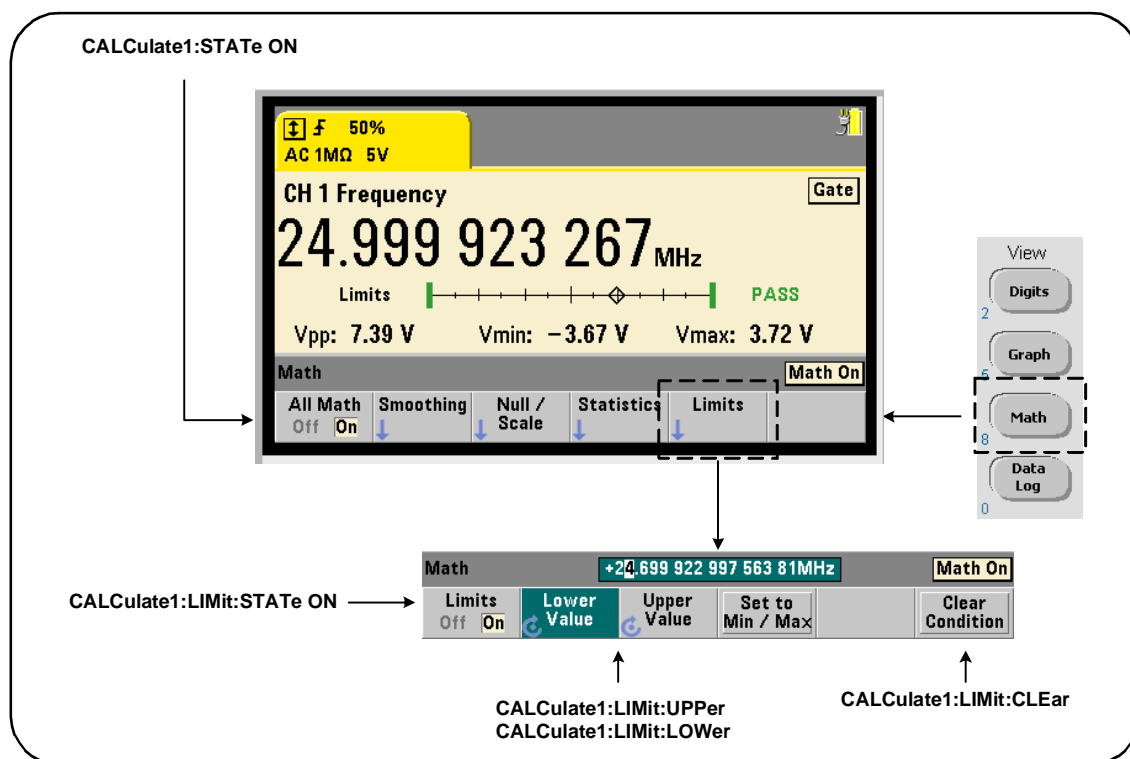 CALCulate1:STATe ON
50%
AC 1MΩ 5V
CH 1 Frequency
Gate
24.999 923 267 MHz
Limits
PASS
Vpp: 7.39 V Vmin: −3.67 V Vmax: 3.72 V
Math
Math On
All Math
Off On
Smoothing
Null /
Scale
Statistics
Limits
View
Digits
2
Graph
5
Math
8
Data
Log
0
Math
+24.699 922 997 563 81MHz
Math On
CALCulate1:LIMit:STATe ON
Limits
Off On
Lower
Value
Upper
Value
Set to
Min / Max
Clear
Condition
CALCulate1:LIMit:UPPer
CALCulate1:LIMit:LOWer
CALCulate1:LIMit:CLEar